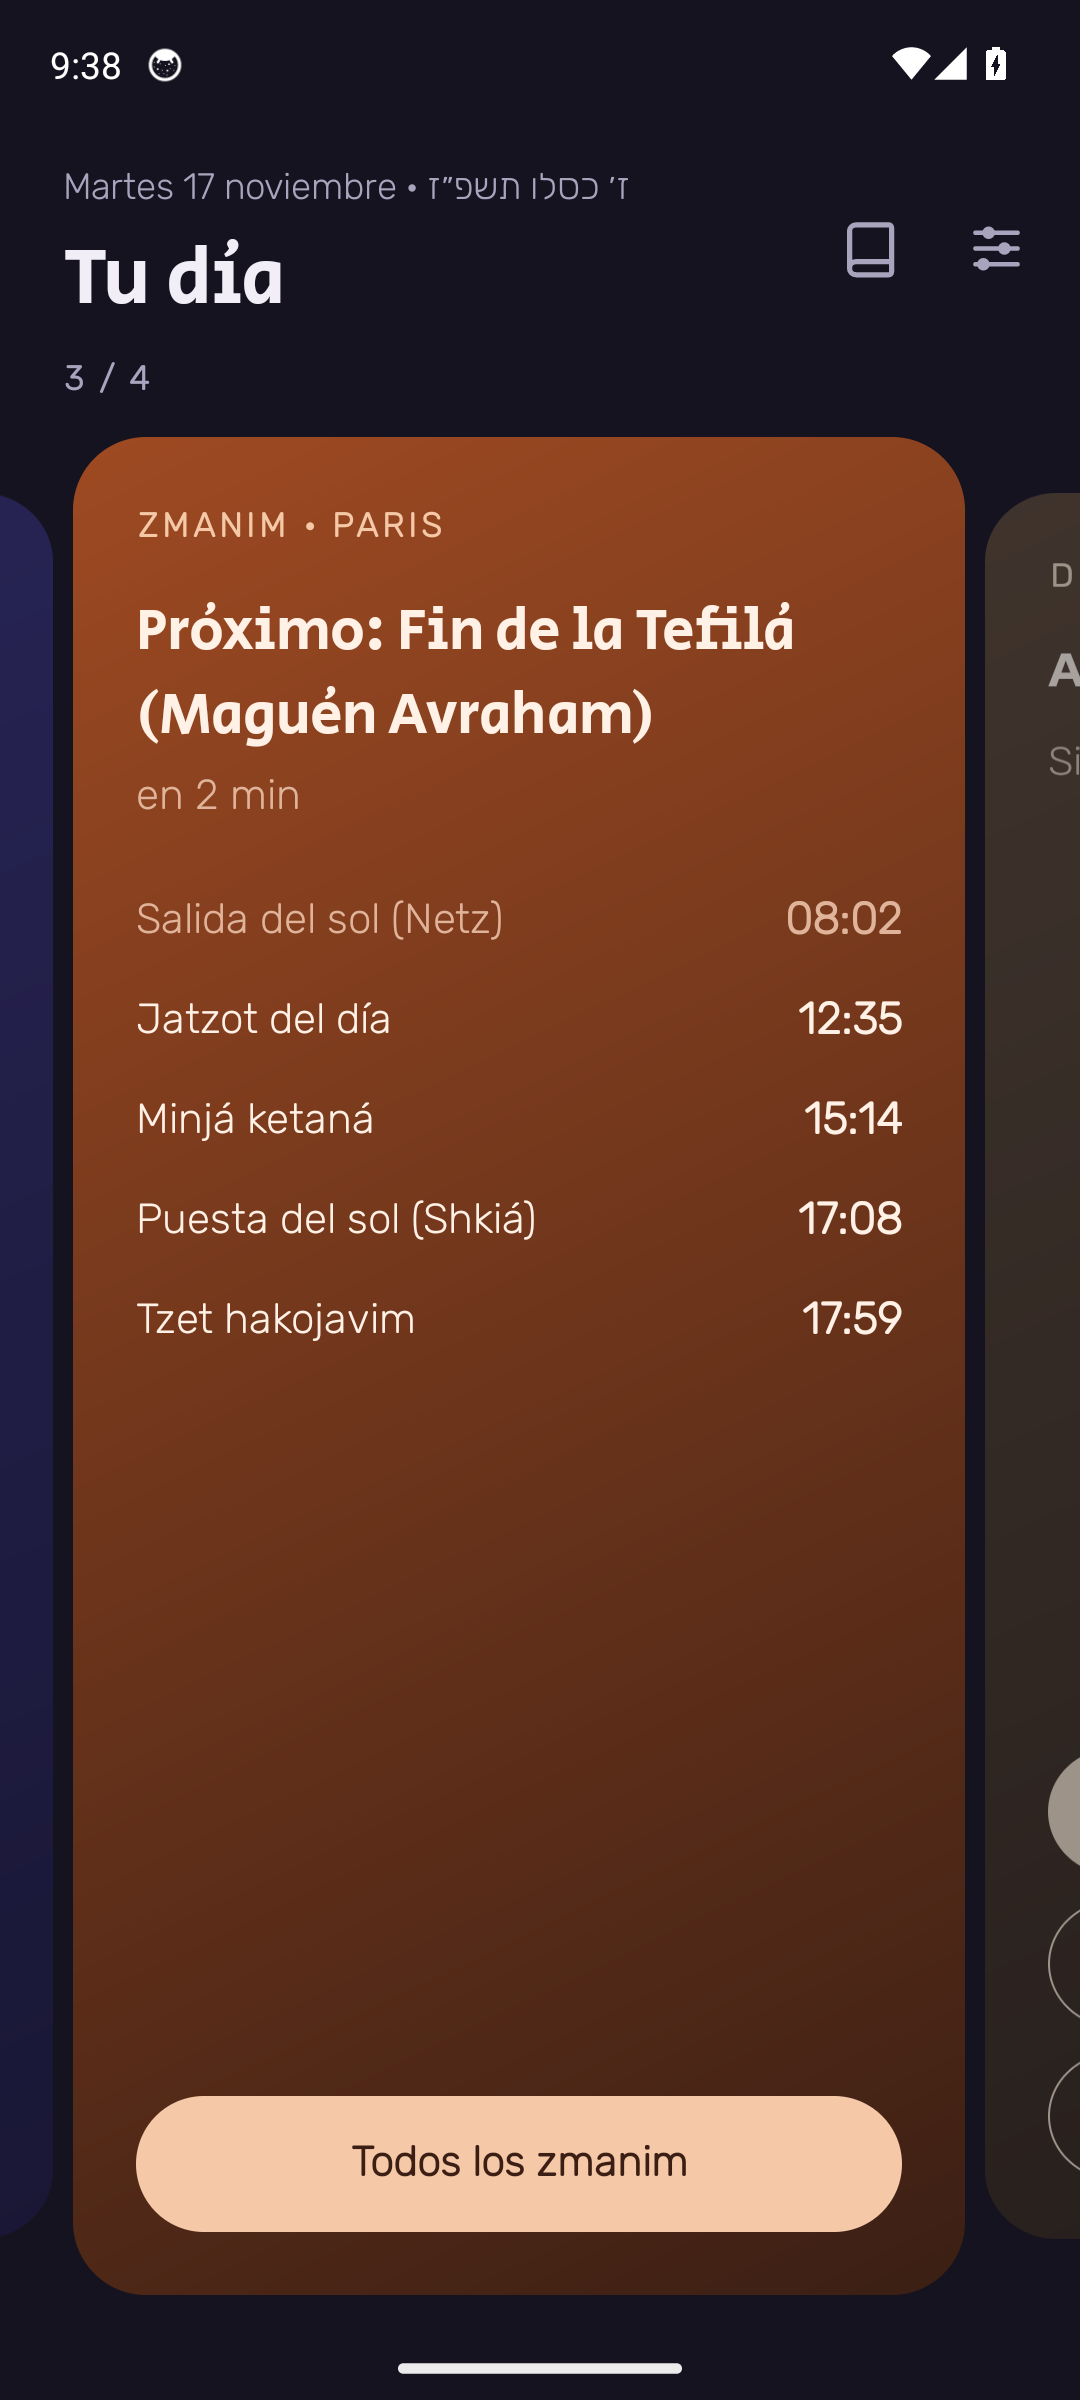 9:38
Martes 17 noviembre • ז׳ כסלו תשפ״ז
Tu día
3 / 4
ZMANIM • PARIS
Próximo: Fin de la Tefilá
(Maguén Avraham)
en 2 min
Salida del sol (Netz) 08:02
Jatzot del día 12:35
Minjá ketaná 15:14
Puesta del sol (Shkiá) 17:08
Tzet hakojavim 17:59
Todos los zmanim
D
A
Si